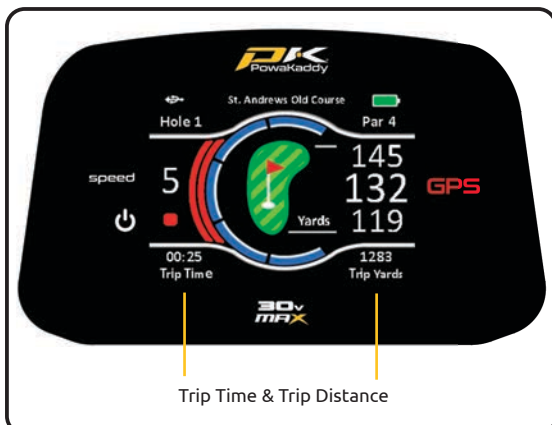 PK
PowaKaddy
St. Andrews Old Course
Hole 1
Par 4
speed
5
145
132
119
GPS
Yards
00:25
Trip Time
1283
Trip Yards
30v
MAX
Trip Time & Trip Distance